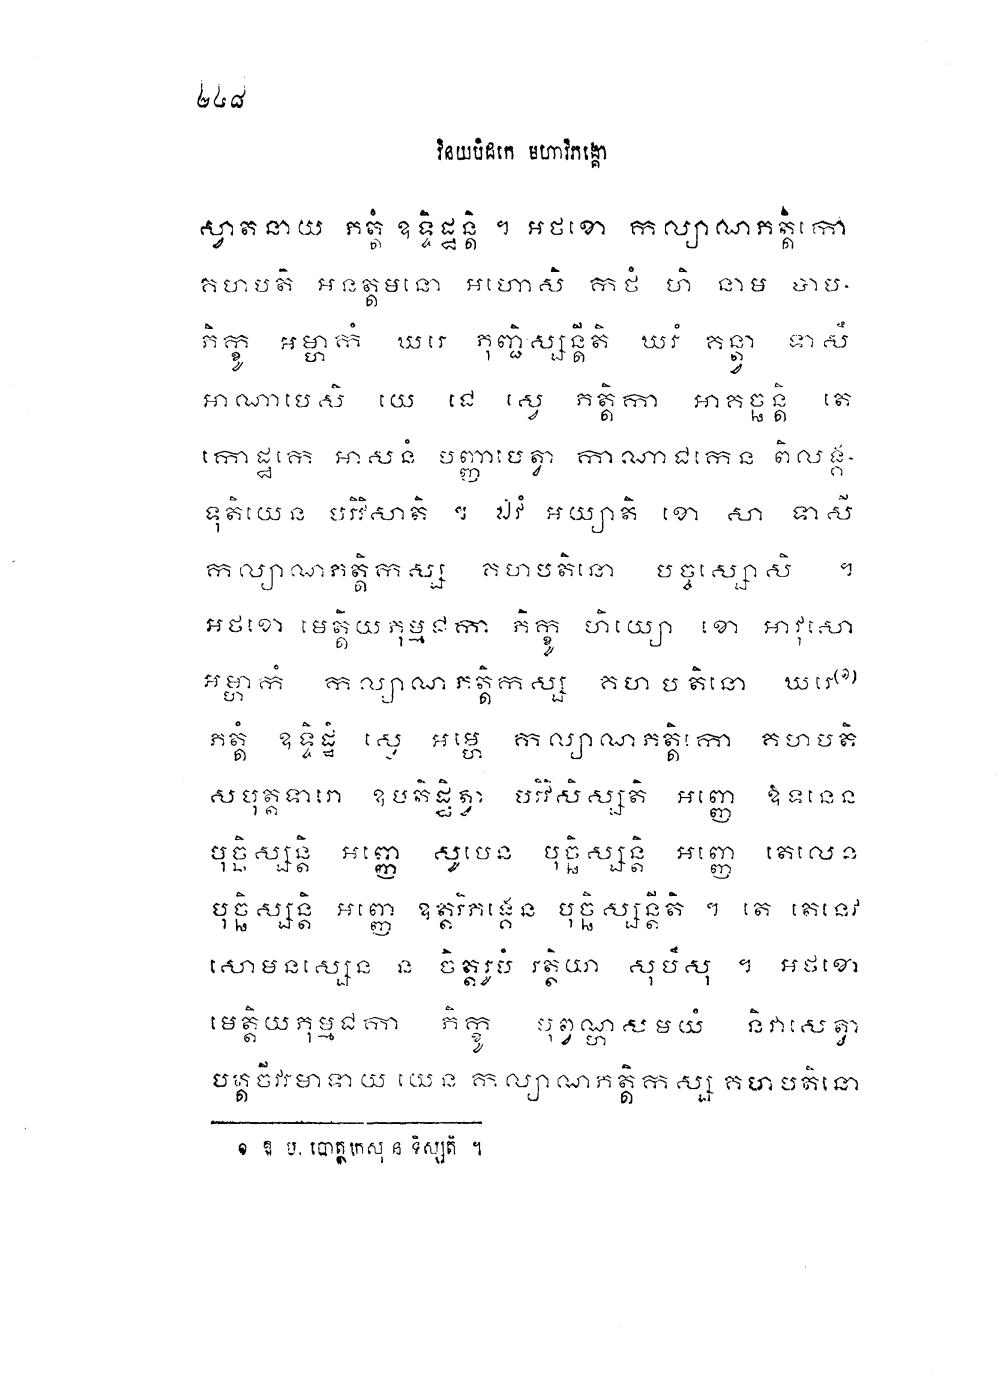 ២៤៨
វិនយបិដកេ មហាវិភង្គោ
ស្វាតនាយ ភត្តំ ឧទ្ទិដ្ឋន្តិ ។ អថខោ កល្យាណភត្តិកោ
គហបតិ អនត្តមនោ អហោសិ កថំ ហិ នាម បាប-
ភិក្ខូ អម្ហាកំ ឃរេ ភុញ្ជិស្សន្តីតិ ឃរំ គន្ត្វា ទាសឹ
អាណាបេសិ យេ ជេ ស្វេ ភត្តិកា អាគច្ឆន្តិ តេ
កោដ្ឋកេ អាសនំ បញ្ញាបេត្វា កាណាជកេន ពិលង្គ-
ទុតិយេន បរិវិសាតិ ។ ឯវំ អយ្យាតិ ខោ សា ទាសី
កល្យាណភត្តិកស្ស គហបតិនោ បច្ចស្សោសិ ។
អថខោ មេត្តិយភុម្មជកា ភិក្ខូ ហិយ្យោ ខោ អាវុសោ
អម្ហាកំ កល្យាណភត្តិកស្ស គហបតិនោ ឃរេ(១)
ភត្តំ ឧទ្ទិដ្ឋំ ស្វេ អម្ហេ កល្យាណភត្តិកោ គហបតិ
សបុត្តទារោ ឧបតិដ្ឋិត្វា បរិវិសិស្សតិ អញ្ញេ ឱទនេន
បុច្ឆិស្សន្តិ អញ្ញេ សូបេន បុច្ឆិស្សន្តិ អញ្ញេ តេលេន
បុច្ឆិស្សន្តិ អញ្ញេ ឧត្តរិភង្គេន បុច្ឆិស្សន្តីតិ ។ តេ តេនេវ
សោមនស្សេន ន ចិត្តរូបំ រត្តិយា សុបឹសុ ។ អថខោ
មេត្តិយភុម្មជកា ភិក្ខូ បុព្វណ្ហសមយំ និវាសេត្វា
បត្តចីវរមាទាយ យេន កល្យាណភត្តិកស្ស គហបតិនោ
១ ឱ ប. បោត្ថកេសុ ន ទិស្សតិ ។